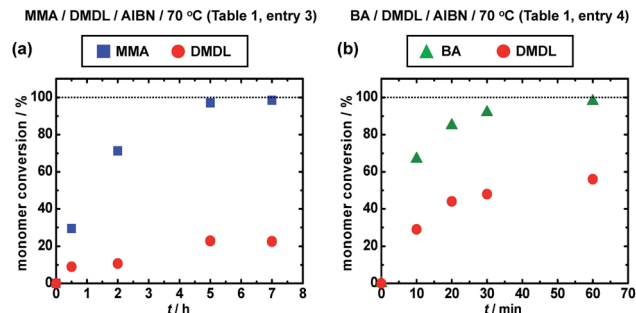 MMA / DMDL / AIBN / 70 °C (Table 1, entry 3)
(a)
MMA DMDL
monomer conversion / %
100
80
60
40
20
0
0 1 2 3 4 5 6 7 8
t / h
BA / DMDL / AIBN / 70 °C (Table 1, entry 4)
(b)
BA DMDL
monomer conversion / %
100
80
60
40
20
0
0 10 20 30 40 50 60 70
t / min